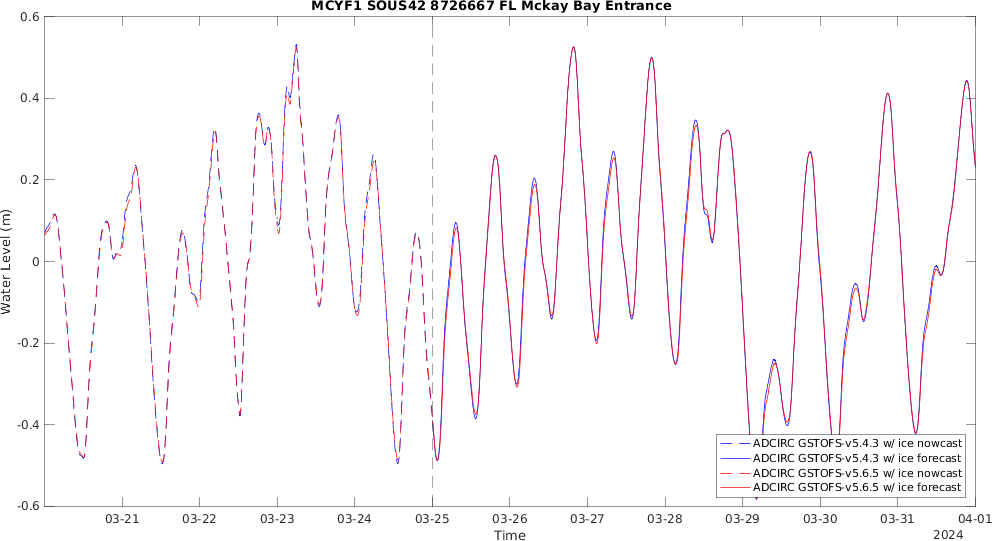 MCYF1 SOUS42 8726667 FL Mckay Bay Entrance
Water Level (m)
0.6
0.4
0.2
0
-0.2
-0.4
-0.6
ADCIRC GSTOFS-v5.4.3 w/ ice nowcast
ADCIRC GSTOFS-v5.4.3 w/ ice forecast
ADCIRC GSTOFS-v5.6.5 w/ ice nowcast
ADCIRC GSTOFS-v5.6.5 w/ ice forecast
03-21 03-22 03-23 03-24 03-25 03-26 03-27 03-28 03-29 03-30 03-31 04-01
Time
2024